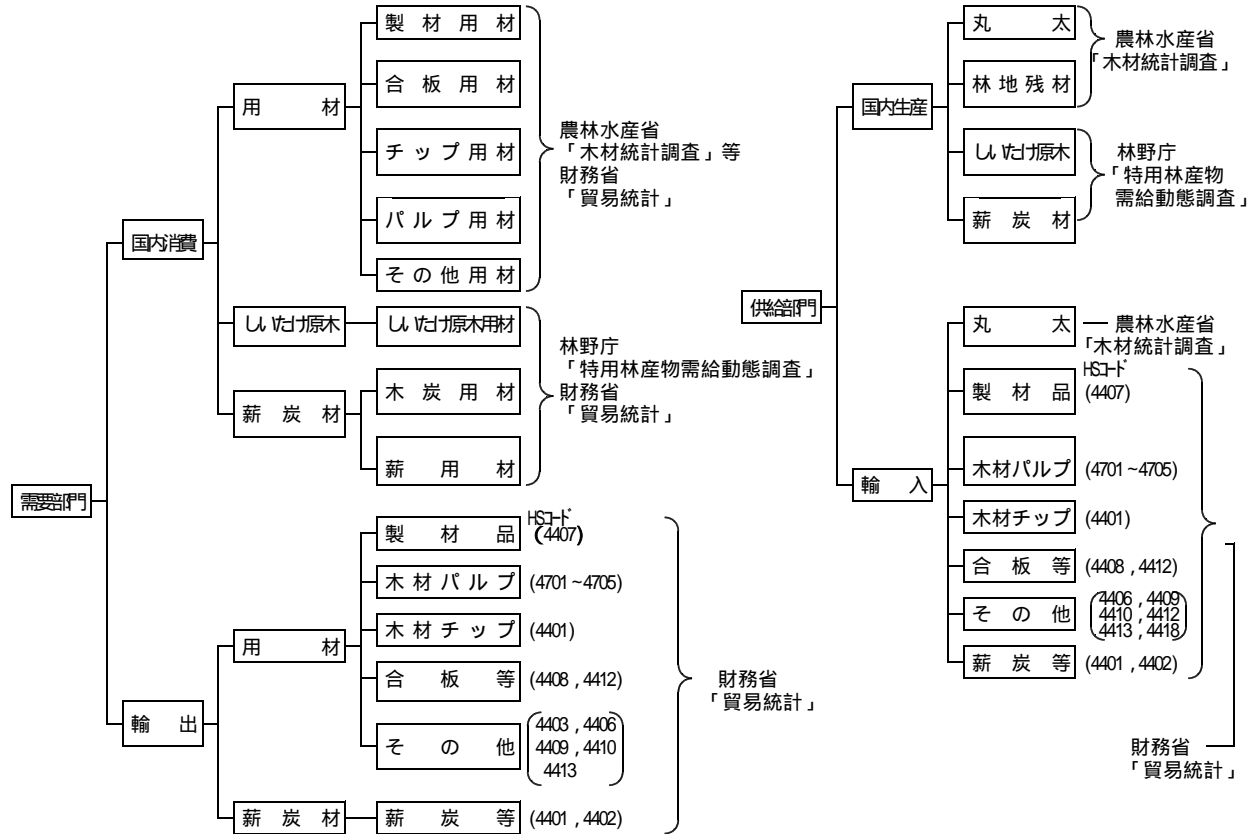 需要部門
国内消費
用材
製材用材
合板用材
チップ用材
パルプ用材
その他用材
農林水産省
「木材統計調査」等
財務省
「貿易統計」
しいたけ原木
しいたけ原木用材
薪炭材
木炭用材
薪用材
林野庁
「特用林産物需給動態調査」
財務省
「貿易統計」
輸出
用材
HSコード
製材品 (4407)
木材パルプ (4701~4705)
木材チップ (4401)
合板等 (4408,4412)
その他
4403,4406
4409,4410
4413
薪炭材
薪炭等 (4401,4402)
財務省
「貿易統計」
供給部門
国内生産
丸太
林地残材
農林水産省
「木材統計調査」
しいたけ原木
薪炭材
林野庁
「特用林産物
需給動態調査」
輸入
丸太
農林水産省
「木材統計調査」
HSコード
製材品 (4407)
木材パルプ (4701~4705)
木材チップ (4401)
合板等 (4408,4412)
その他
4406,4409
4410,4412
4413,4418
薪炭等 (4401,4402)
財務省
「貿易統計」